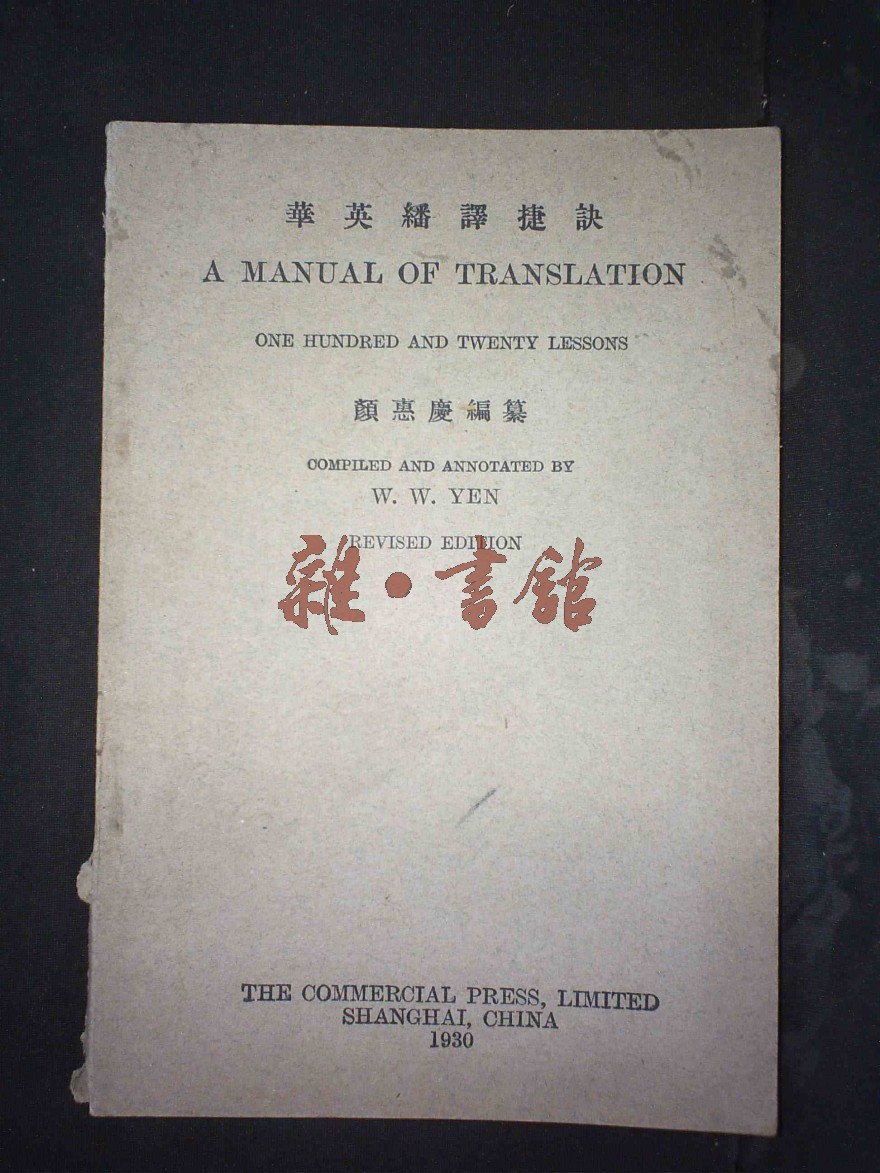 華英繙譯捷訣
A MANUAL OF TRANSLATION
ONE HUNDRED AND TWENTY LESSONS
顏惠慶編纂
COMPILED AND ANNOTATED BY
W. W. YEN
REVISED EDITION
雜·書館
THE COMMERCIAL PRESS, LIMITED
SHANGHAI, CHINA
1930